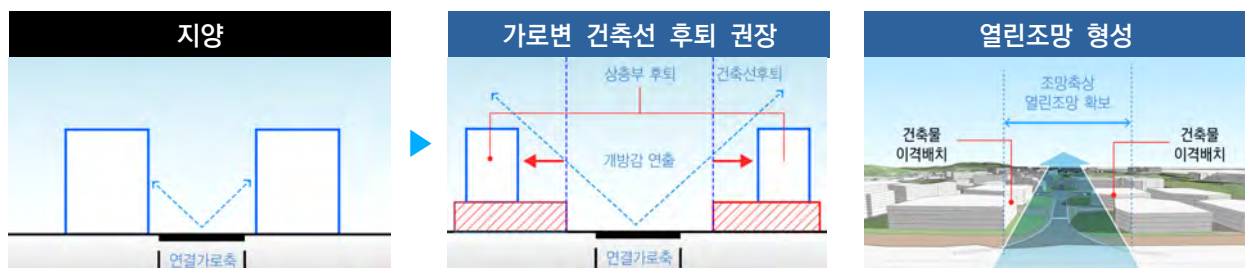 지양
연결가로축
가로변 건축선 후퇴 권장
상층부 후퇴
건축선후퇴
개방감 연출
연결가로축
열린조망 형성
조망축상
열린조망 확보
건축물
이격배치
건축물
이격배치